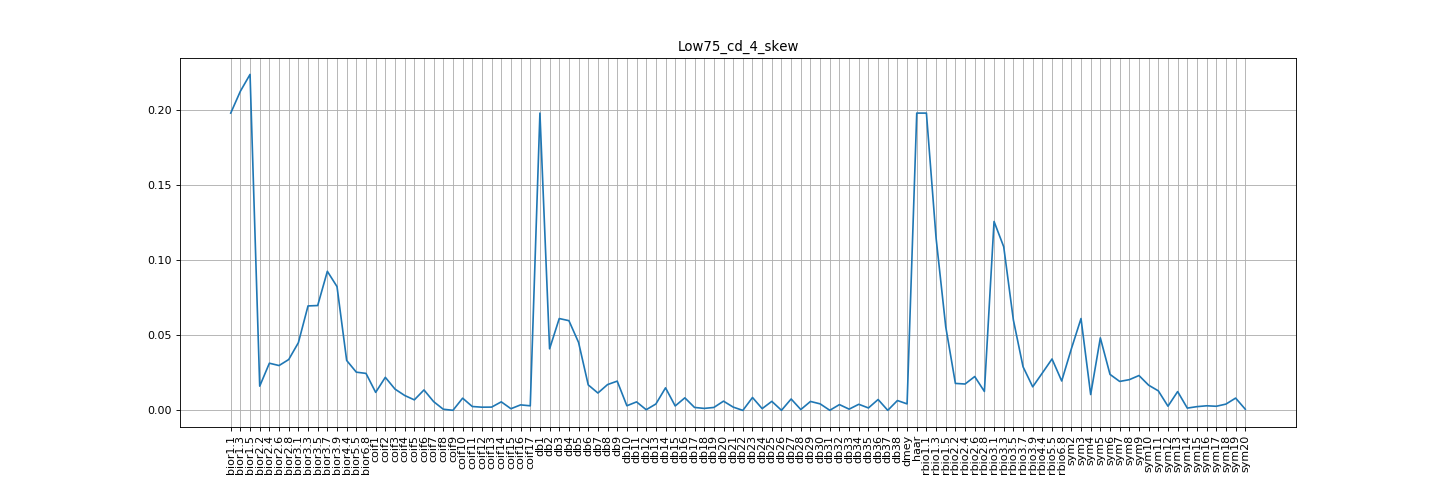 Low75_cd_4_skew
0.20
0.15
0.10
0.05
0.00
bior1.1
bior1.3
bior1.5
bior2.2
bior2.4
bior2.6
bior2.8
bior3.1
bior3.3
bior3.5
bior3.7
bior3.9
bior4.4
bior5.5
bior6.8
coif1
coif2
coif3
coif4
coif5
coif6
coif7
coif8
coif9
coif10
coif11
coif12
coif13
coif14
coif15
coif16
coif17
db1
db2
db3
db4
db5
db6
db7
db8
db9
db10
db11
db12
db13
db14
db15
db16
db17
db18
db19
db20
db21
db22
db23
db24
db25
db26
db27
db28
db29
db30
db31
db32
db33
db34
db35
db36
db37
db38
dmey
haar
rbio1.1
rbio1.3
rbio1.5
rbio2.2
rbio2.4
rbio2.6
rbio2.8
rbio3.1
rbio3.3
rbio3.5
rbio3.7
rbio3.9
rbio4.4
rbio5.5
rbio6.8
sym2
sym3
sym4
sym5
sym6
sym7
sym8
sym9
sym10
sym11
sym12
sym13
sym14
sym15
sym16
sym17
sym18
sym19
sym20